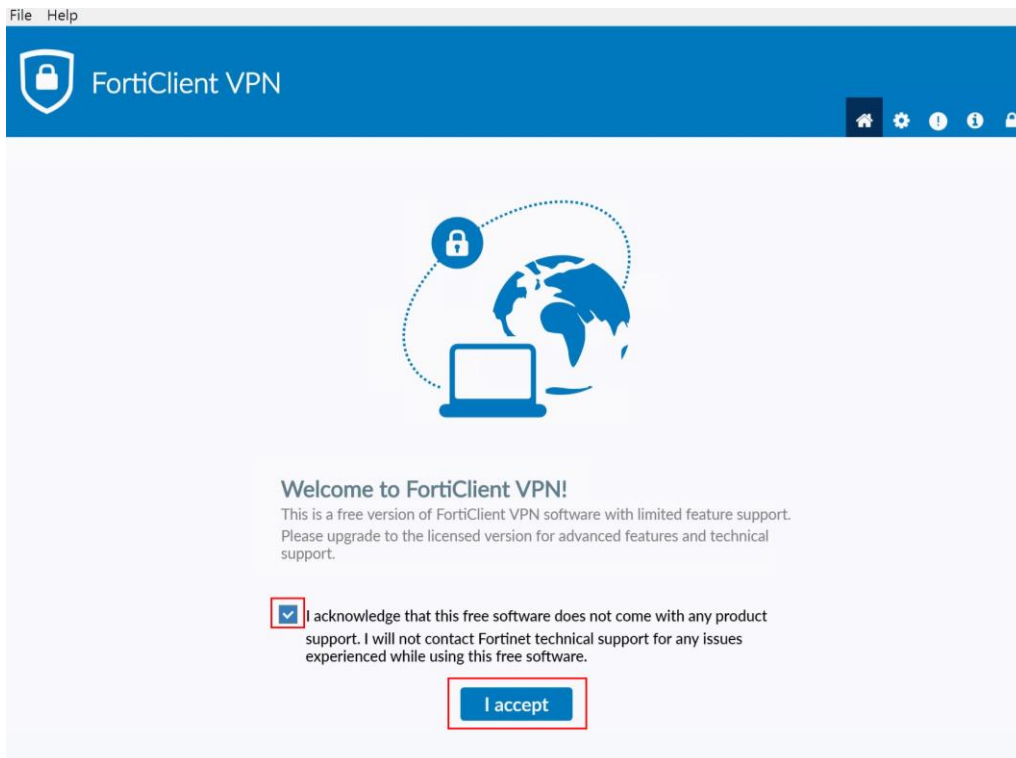 File Help
FortiClient VPN
Welcome to FortiClient VPN!
This is a free version of FortiClient VPN software with limited feature support.
Please upgrade to the licensed version for advanced features and technical
support.
I acknowledge that this free software does not come with any product
support. I will not contact Fortinet technical support for any issues
experienced while using this free software.
I accept